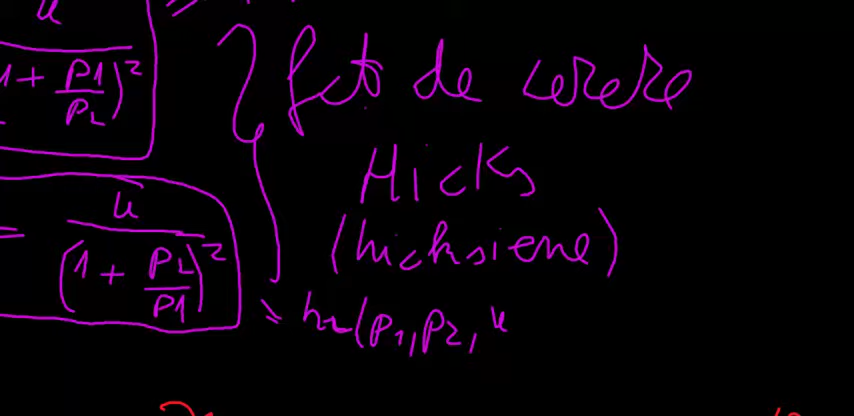 u
1 + P1/P2)²
= u/(1 + P2/P1)²
fct de cerere
Hicks
(hicksiene)
= h2(P1, P2, u